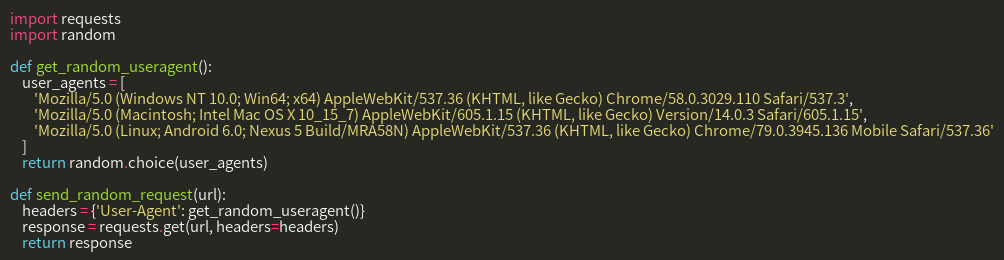 import requests
import random

def get_random_useragent():
    user_agents = [
        'Mozilla/5.0 (Windows NT 10.0; Win64; x64) AppleWebKit/537.36 (KHTML, like Gecko) Chrome/58.0.3029.110 Safari/537.3',
        'Mozilla/5.0 (Macintosh; Intel Mac OS X 10_15_7) AppleWebKit/605.1.15 (KHTML, like Gecko) Version/14.0.3 Safari/605.1.15',
        'Mozilla/5.0 (Linux; Android 6.0; Nexus 5 Build/MRA58N) AppleWebKit/537.36 (KHTML, like Gecko) Chrome/79.0.3945.136 Mobile Safari/537.36'
    ]
    return random.choice(user_agents)

def send_random_request(url):
    headers = {'User-Agent': get_random_useragent()}
    response = requests.get(url, headers=headers)
    return response